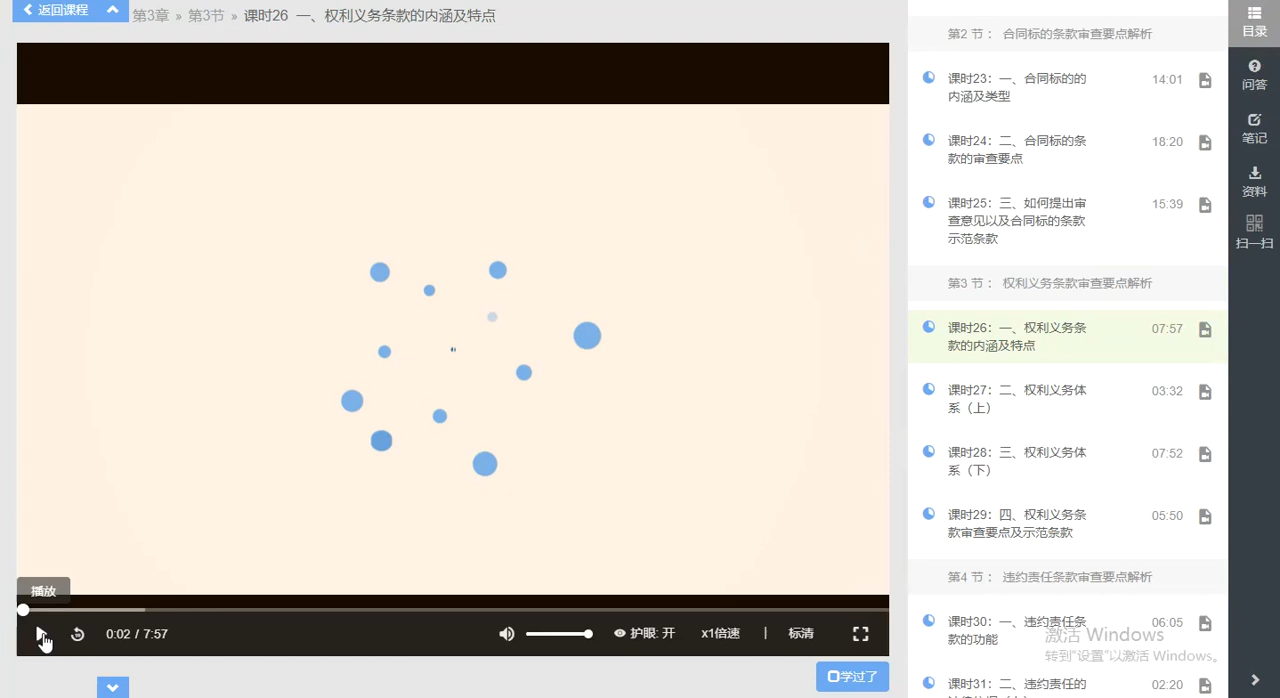 返回课程
第3章 » 第3节 » 课时26 一、权利义务条款的内涵及特点
播放
0:02 / 7:57
护眼: 开
x1倍速
|
标清
学过了
第2 节： 合同标的条款审查要点解析
课时23：一、合同标的的
内涵及类型
14:01
课时24：二、合同标的条
款的审查要点
18:20
课时25：三、如何提出审
查意见以及合同标的条款
示范条款
15:39
第3 节： 权利义务条款审查要点解析
课时26：一、权利义务条
款的内涵及特点
07:57
课时27：二、权利义务体
系（上）
03:32
课时28：三、权利义务体
系（下）
07:52
课时29：四、权利义务条
款审查要点及示范条款
05:50
第4 节： 违约责任条款审查要点解析
课时30：一、违约责任条
款的功能
06:05
课时31：二、违约责任的
02:20
激活 Windows
转到"设置"以激活 Windows。
目录
问答
笔记
资料
扫一扫